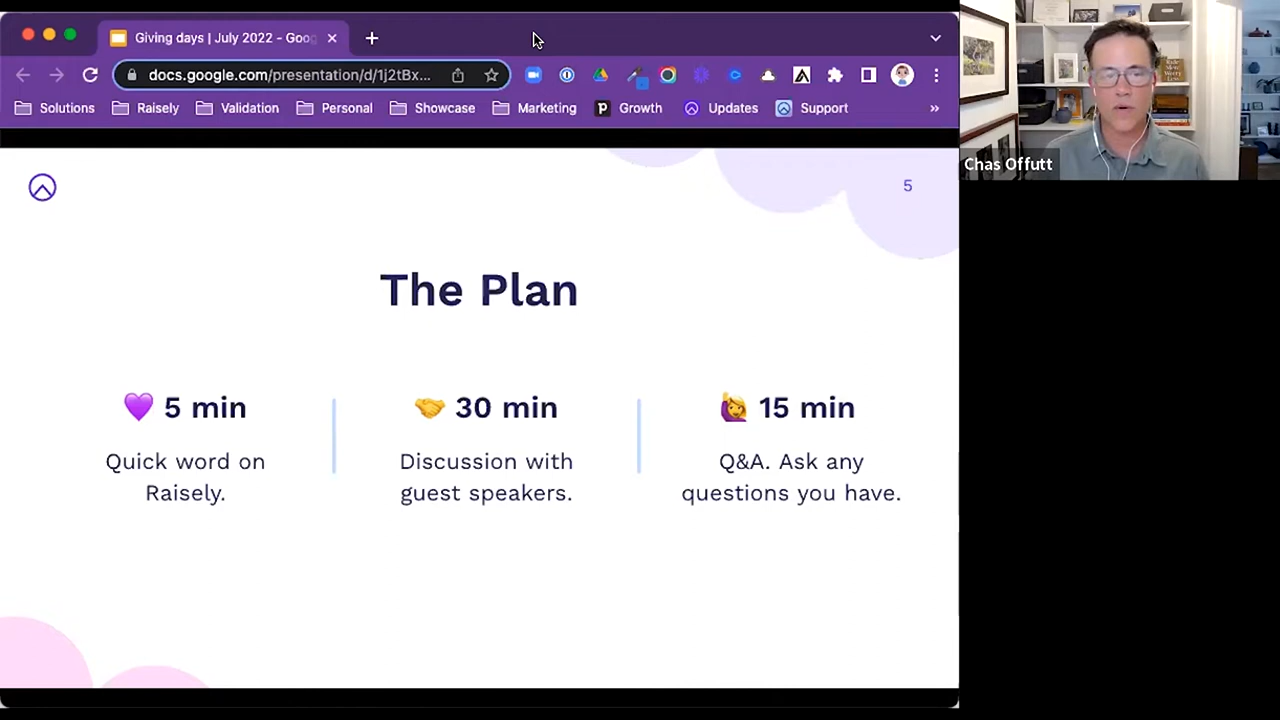 Giving days | July 2022 - Goo
docs.google.com/presentation/d/1j2tBx...
Solutions
Raisely
Validation
Personal
Showcase
Marketing
Growth
Updates
Support
Chas Offutt
5
The Plan
💜 5 min
Quick word on
Raisely.
🤝 30 min
Discussion with
guest speakers.
🙋 15 min
Q&A. Ask any
questions you have.